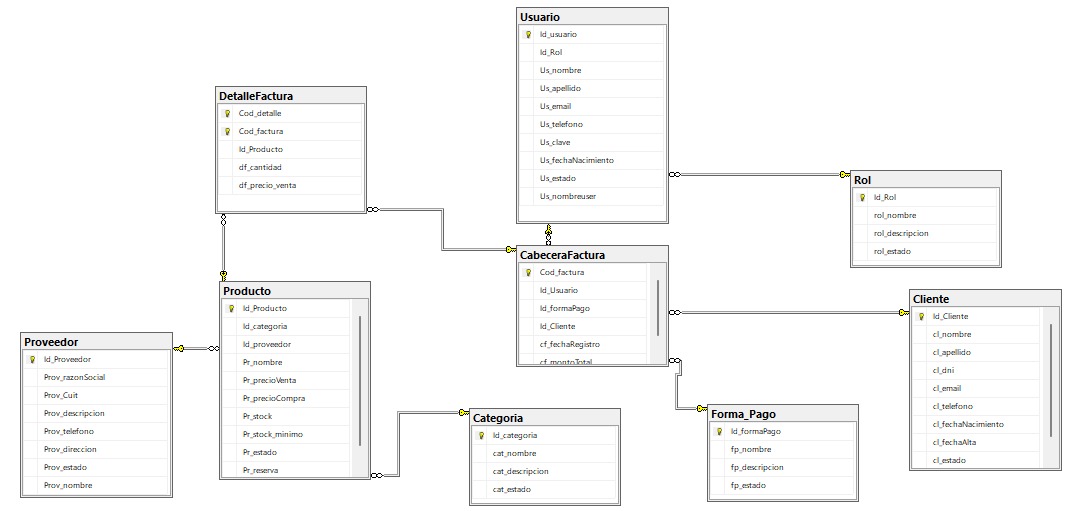 Usuario
Id_usuario
Id_Rol
Us_nombre
Us_apellido
Us_email
Us_telefono
Us_clave
Us_fechaNacimiento
Us_estado
Us_nombreuser
DetalleFactura
Cod_detalle
Cod_factura
Id_Producto
df_cantidad
df_precio_venta
Rol
Id_Rol
rol_nombre
rol_descripcion
rol_estado
CabeceraFactura
Cod_factura
Id_Usuario
Id_formaPago
Id_Cliente
cf_fechaRegistro
cf_montoTotal
Producto
Id_Producto
Id_categoria
Id_proveedor
Pr_nombre
Pr_precioVenta
Pr_precioCompra
Pr_stock
Pr_stock_minimo
Pr_estado
Pr_reserva
Cliente
Id_Cliente
cl_nombre
cl_apellido
cl_dni
cl_email
cl_telefono
cl_fechaNacimiento
cl_fechaAlta
cl_estado
Proveedor
Id_Proveedor
Prov_razonSocial
Prov_Cuit
Prov_descripcion
Prov_telefono
Prov_direccion
Prov_estado
Prov_nombre
Categoria
Id_categoria
cat_nombre
cat_descripcion
cat_estado
Forma_Pago
Id_formaPago
fp_nombre
fp_descripcion
fp_estado